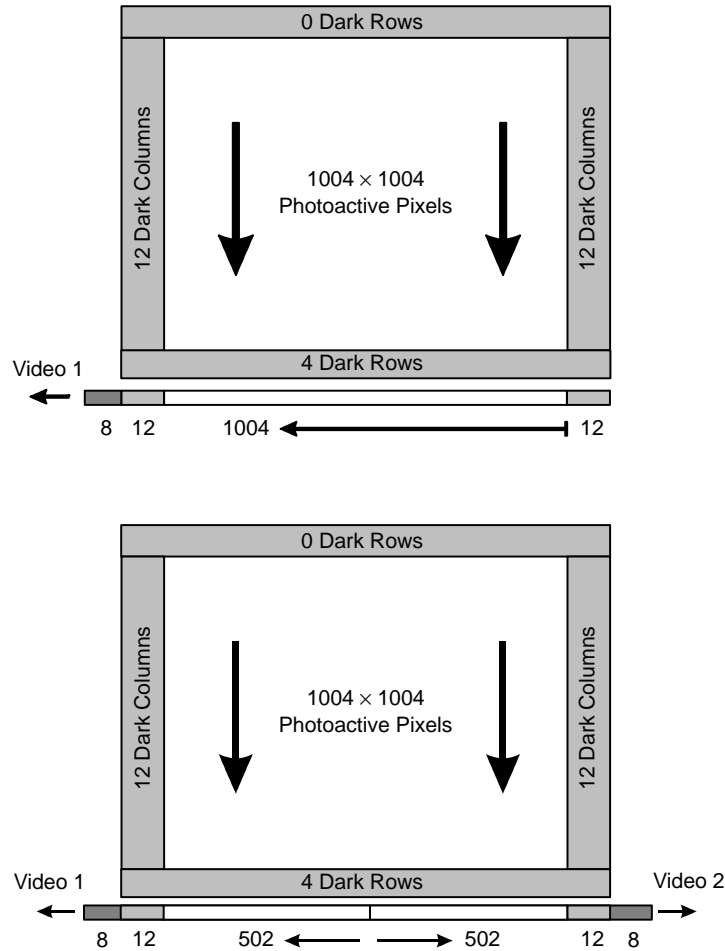 0 Dark Rows
12 Dark Columns
1004 × 1004
Photoactive Pixels
12 Dark Columns
4 Dark Rows
Video 1
8 12 1004 12
0 Dark Rows
12 Dark Columns
1004 × 1004
Photoactive Pixels
12 Dark Columns
4 Dark Rows
Video 1 Video 2
8 12 502 502 12 8